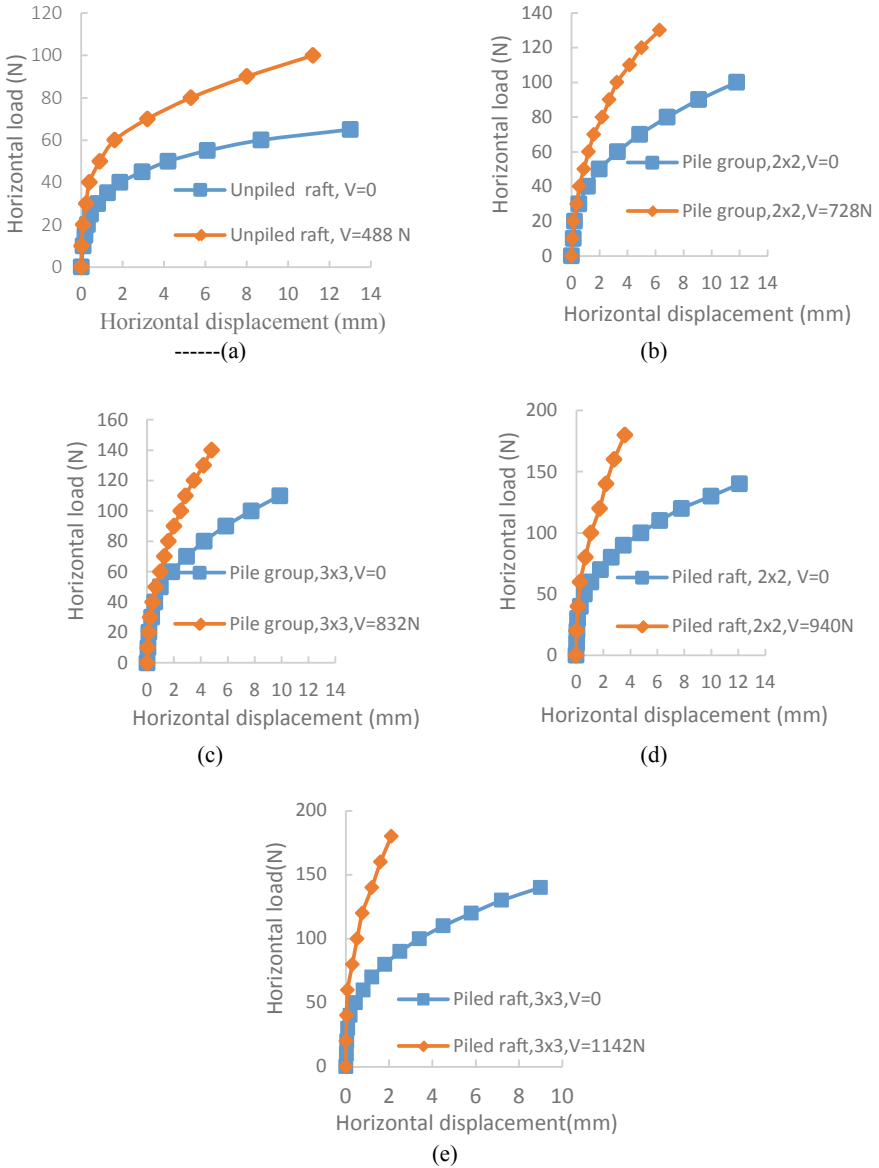 120
100
80
60
40
20
0
Horizontal load (N)
Unpiled raft, V=0
Unpiled raft, V=488 N
0 2 4 6 8 10 12 14
Horizontal displacement (mm)
------(a)
140
120
100
80
60
40
20
0
Horizontal load (N)
Pile group,2x2,V=0
Pile group,2x2,V=728N
0 2 4 6 8 10 12 14
Horizontal displacement (mm)
(b)
160
140
120
100
80
60
40
20
0
Horizontal load (N)
Pile group,3x3,V=0
Pile group,3x3,V=832N
0 2 4 6 8 10 12 14
Horizontal displacement (mm)
(c)
200
150
100
50
0
Horizontal load (N)
Piled raft, 2x2, V=0
Piled raft,2x2,V=940N
0 2 4 6 8 10 12 14
Horizontal displacement (mm)
(d)
200
150
100
50
0
Horizontal load(N)
Piled raft,3x3,V=0
Piled raft,3x3,V=1142N
0 2 4 6 8 10
Horizontal displacement(mm)
(e)